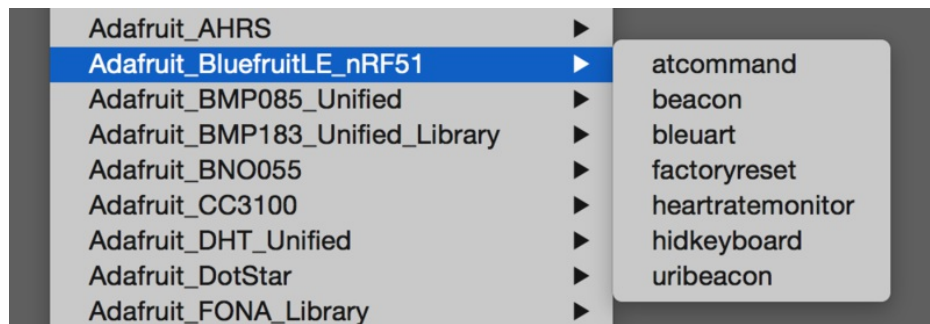 Adafruit_AHRS
Adafruit_BluefruitLE_nRF51
Adafruit_BMP085_Unified
Adafruit_BMP183_Unified_Library
Adafruit_BNO055
Adafruit_CC3100
Adafruit_DHT_Unified
Adafruit_DotStar
Adafruit_FONA_Library
atcommand
beacon
bleuart
factoryreset
heartratemonitor
hidkeyboard
uribeacon